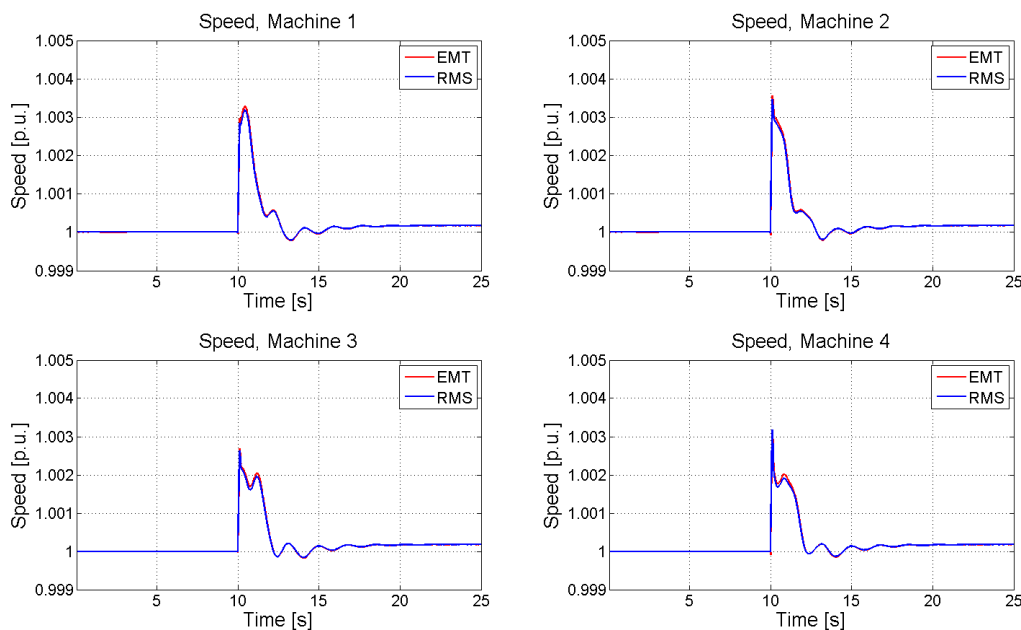 Speed, Machine 1
Speed [p.u.]
1.005
1.004
1.003
1.002
1.001
1
0.999
EMT
RMS
5
10
15
20
25
Time [s]
Speed, Machine 2
Speed [p.u.]
1.005
1.004
1.003
1.002
1.001
1
0.999
EMT
RMS
5
10
15
20
25
Time [s]
Speed, Machine 3
Speed [p.u.]
1.005
1.004
1.003
1.002
1.001
1
0.999
EMT
RMS
5
10
15
20
25
Time [s]
Speed, Machine 4
Speed [p.u.]
1.005
1.004
1.003
1.002
1.001
1
0.999
EMT
RMS
5
10
15
20
25
Time [s]